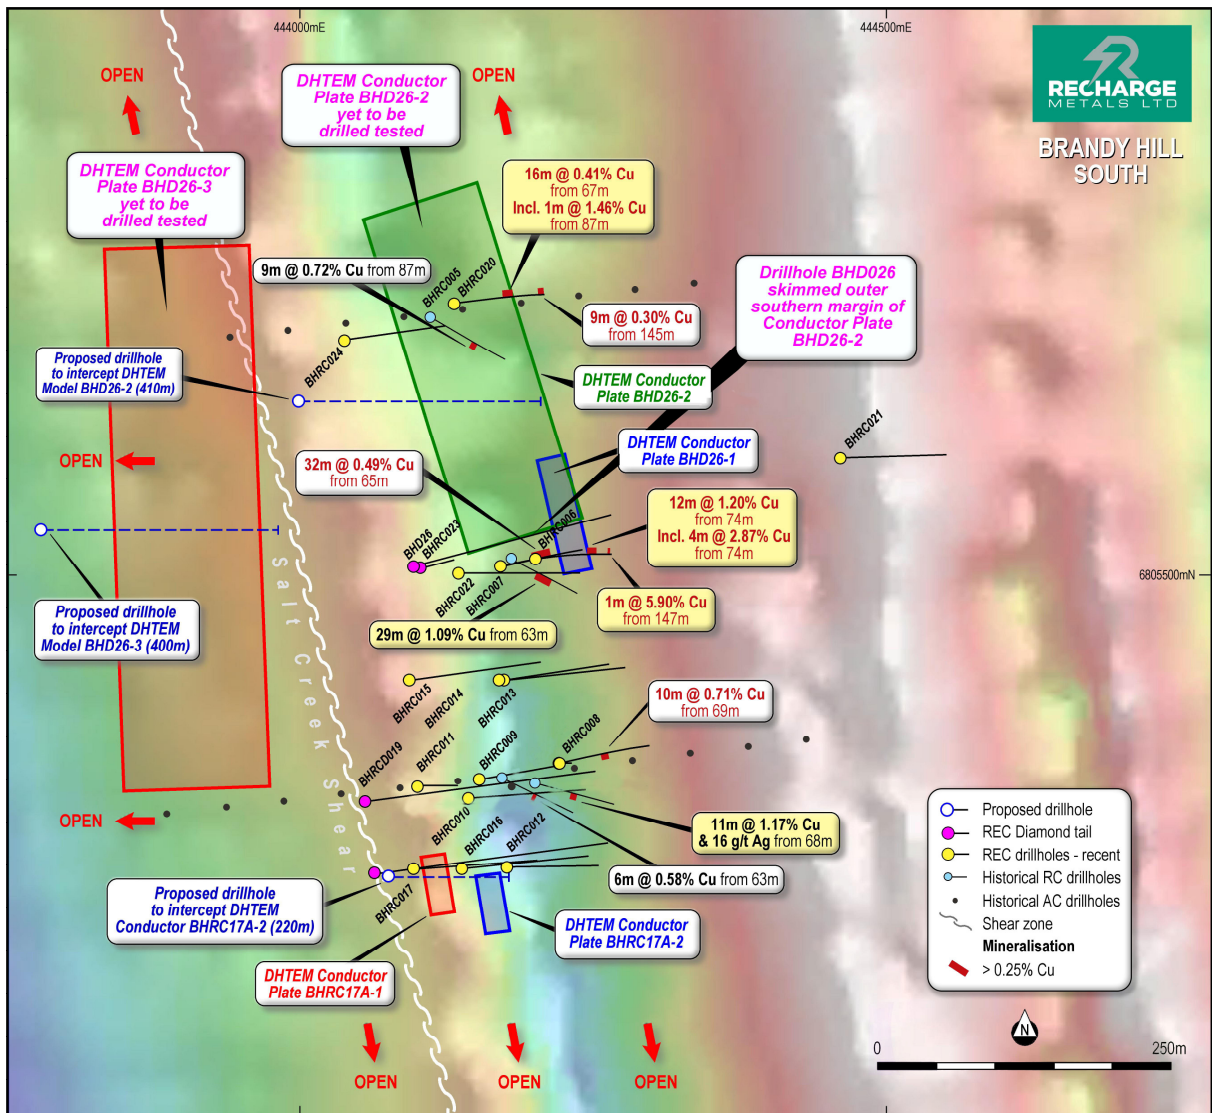 444000mE
444500mE
RECHARGE
METALS LTD
BRANDY HILL
SOUTH
OPEN
OPEN
DHTEM Conductor
Plate BHD26-2
yet to be
drilled tested
DHTEM Conductor
Plate BHD26-3
yet to be
drilled tested
16m @ 0.41% Cu
from 67m
Incl. 1m @ 1.46% Cu
from 87m
9m @ 0.72% Cu from 87m
BHRC005
BHRC020
Drillhole BHD026
skimmed outer
southern margin of
Conductor Plate
BHD26-2
9m @ 0.30% Cu
from 145m
BHRC024
Proposed drillhole
to intercept DHTEM
Model BHD26-2 (410m)
DHTEM Conductor
Plate BHD26-2
BHRC021
OPEN
DHTEM Conductor
Plate BHD26-1
32m @ 0.49% Cu
from 65m
12m @ 1.20% Cu
from 74m
Incl. 4m @ 2.87% Cu
from 74m
BHD26
BHRC023
BHRC006
BHRC022
BHRC007
6805500mN
Salt Creek Shear
Proposed drillhole
to intercept DHTEM
Model BHD26-3 (400m)
1m @ 5.90% Cu
from 147m
29m @ 1.09% Cu from 63m
BHRC015
BHRC014
BHRC013
10m @ 0.71% Cu
from 69m
BHRCD019
BHRC011
BHRC009
BHRC008
OPEN
BHRC010
BHRC016
BHRC012
11m @ 1.17% Cu
& 16 g/t Ag from 68m
6m @ 0.58% Cu from 63m
BHRC017
Proposed drillhole
to intercept DHTEM
Conductor BHRC17A-2 (220m)
DHTEM Conductor
Plate BHRC17A-2
DHTEM Conductor
Plate BHRC17A-1
Proposed drillhole
REC Diamond tail
REC drillholes - recent
Historical RC drillholes
Historical AC drillholes
Shear zone
Mineralisation
> 0.25% Cu
N
0
250m
OPEN
OPEN
OPEN